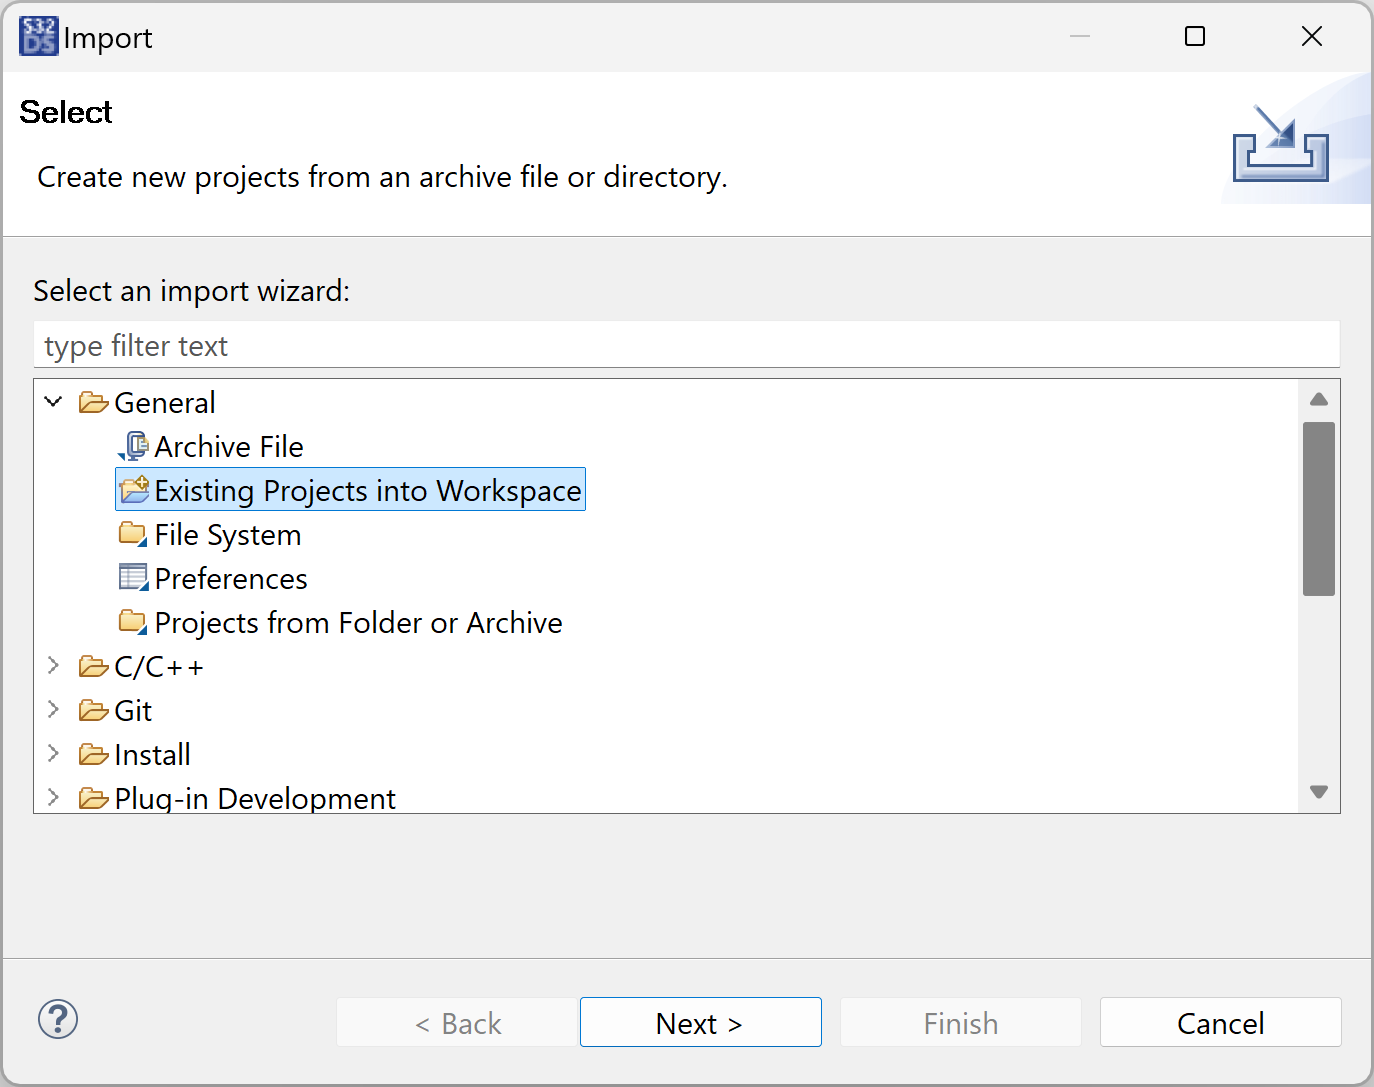 S32
DS
Import
Select
Create new projects from an archive file or directory.
Select an import wizard:
type filter text
General
Archive File
Existing Projects into Workspace
File System
Preferences
Projects from Folder or Archive
C/C++
Git
Install
Plug-in Development
?
< Back
Next >
Finish
Cancel